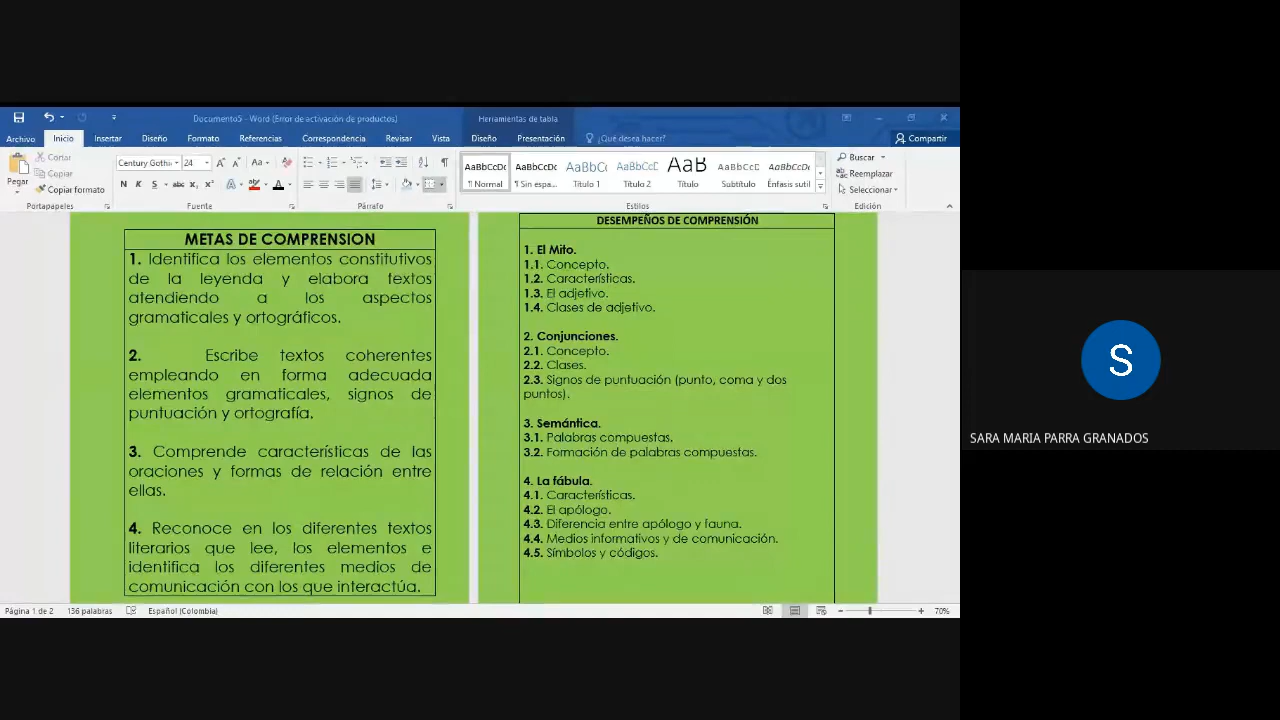 Documento5 - Word (Error de activación de productos)
Herramientas de tabla
Archivo Inicio Insertar Diseño Formato Referencias Correspondencia Revisar Vista Diseño Presentación ¿Qué desea hacer? Compartir
Pegar
Cortar
Copiar
Copiar formato
Portapapeles
Century Gothi 24
N K S abc x₂ x²
Fuente
Párrafo
AaBbCcDc AaBbCcDc AaBbCc AaBbCcD AaB AaBbCcD AaBbCcDc
¶ Normal ¶ Sin espa... Título 1 Título 2 Título Subtítulo Énfasis sutil
Estilos
Buscar
Reemplazar
Seleccionar
Edición
METAS DE COMPRENSION
1. Identifica los elementos constitutivos
de la leyenda y elabora textos
atendiendo a los aspectos
gramaticales y ortográficos.
2. Escribe textos coherentes
empleando en forma adecuada
elementos gramaticales, signos de
puntuación y ortografía.
3. Comprende características de las
oraciones y formas de relación entre
ellas.
4. Reconoce en los diferentes textos
literarios que lee, los elementos e
identifica los diferentes medios de
comunicación con los que interactúa.
DESEMPEÑOS DE COMPRENSIÓN
1. El Mito.
1.1. Concepto.
1.2. Características.
1.3. El adjetivo.
1.4. Clases de adjetivo.
2. Conjunciones.
2.1. Concepto.
2.2. Clases.
2.3. Signos de puntuación (punto, coma y dos
puntos).
3. Semántica.
3.1. Palabras compuestas.
3.2. Formación de palabras compuestas.
4. La fábula.
4.1. Características.
4.2. El apólogo.
4.3. Diferencia entre apólogo y fauna.
4.4. Medios informativos y de comunicación.
4.5. Símbolos y códigos.
Página 1 de 2 136 palabras Español (Colombia) 70%
S
SARA MARIA PARRA GRANADOS